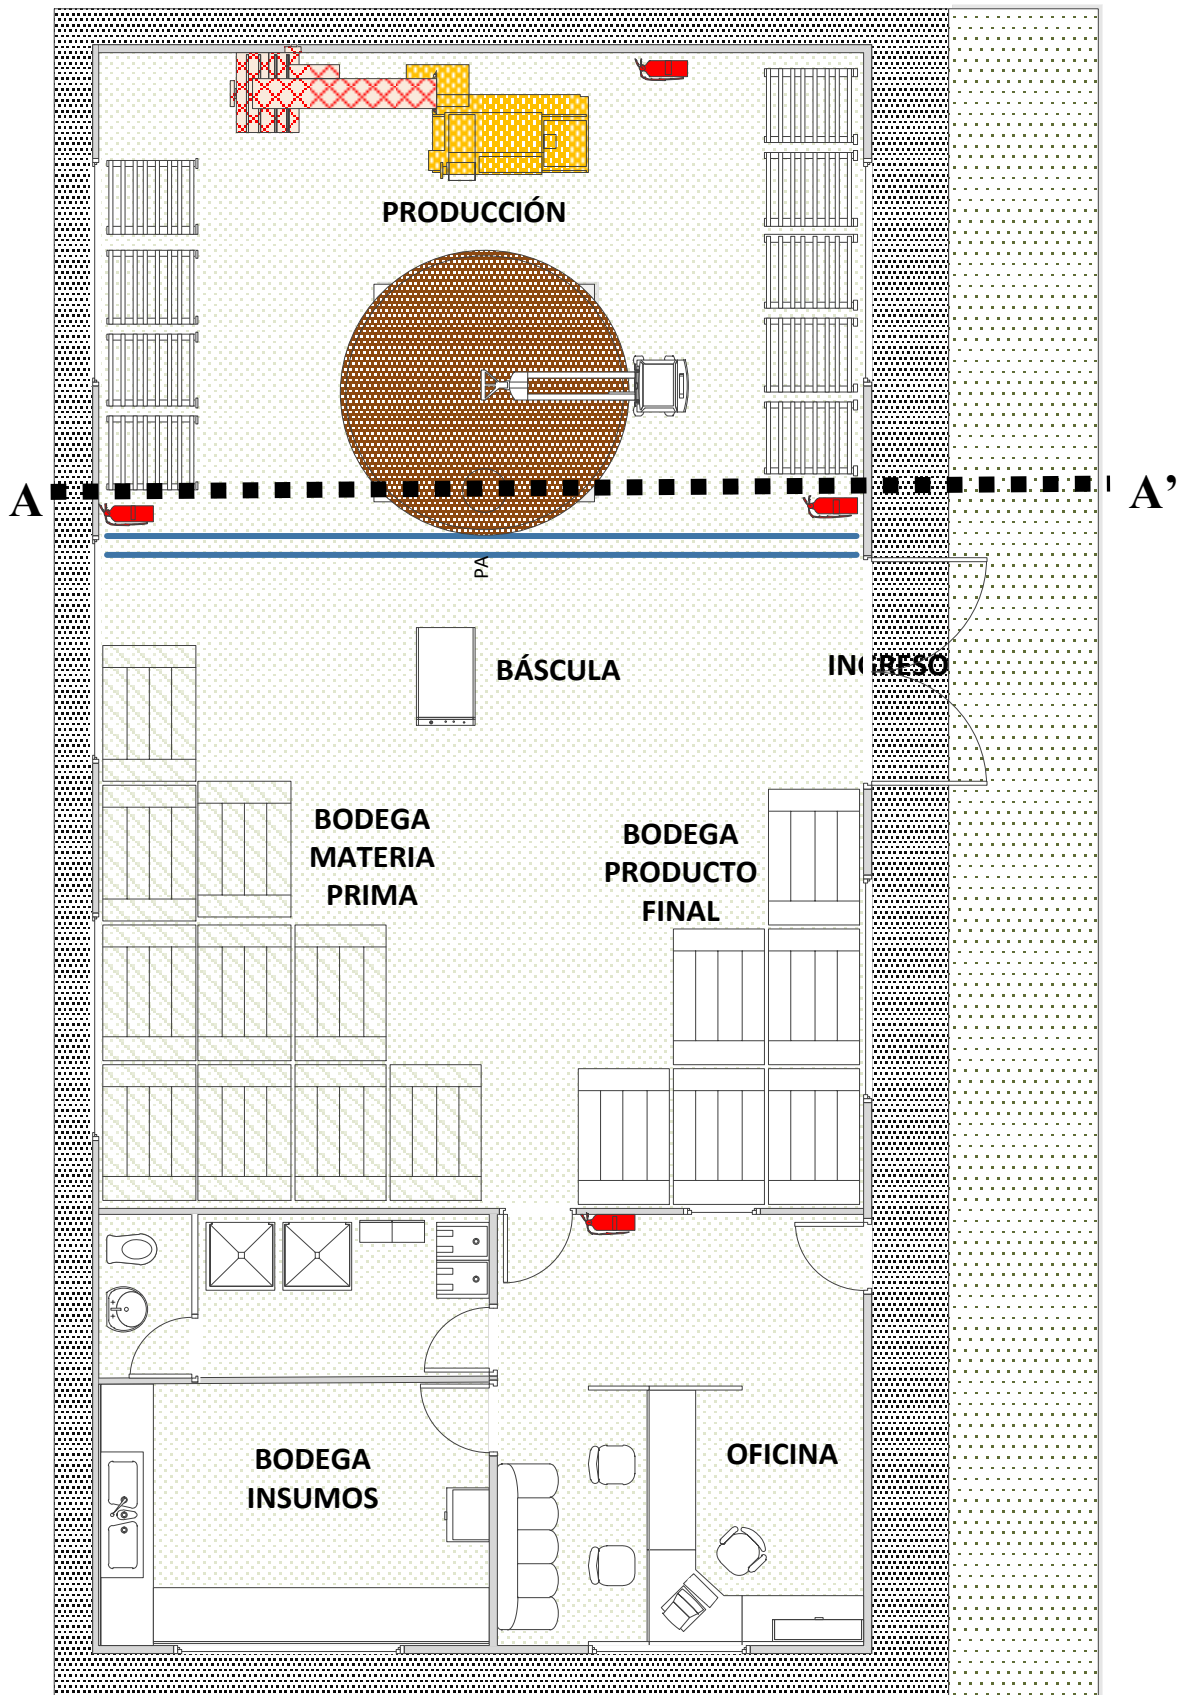 PRODUCCIÓN
A
A’
PA
BÁSCULA
INGRESO
BODEGA
MATERIA
PRIMA
BODEGA
PRODUCTO
FINAL
BODEGA
INSUMOS
OFICINA